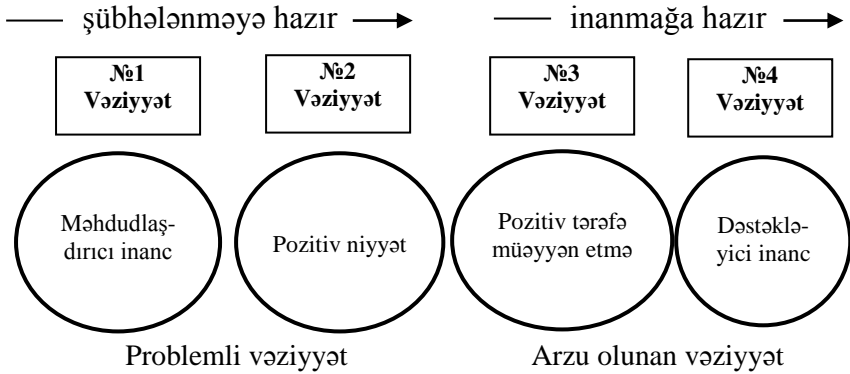 şübhələnməyə hazır
inanmağa hazır
№1
Vəziyyət
№2
Vəziyyət
№3
Vəziyyət
№4
Vəziyyət
Məhdudlaş-
dırıcı inanc
Pozitiv niyyət
Pozitiv tərəfə
müəyyən etmə
Dəstəklə-
yici inanc
Problemli vəziyyət
Arzu olunan vəziyyət